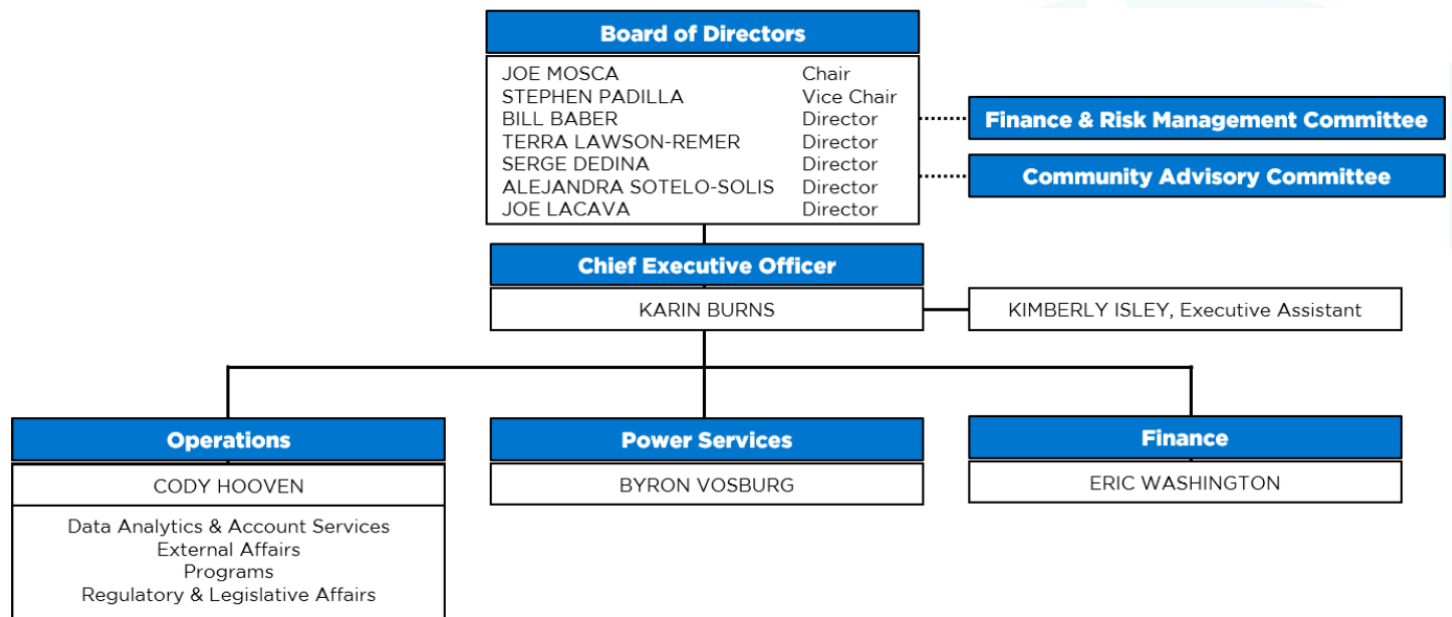 Board of Directors
JOE MOSCA Chair
STEPHEN PADILLA Vice Chair
BILL BABER Director
TERRA LAWSON-REMER Director
SERGE DEDINA Director
ALEJANDRA SOTELO-SOLIS Director
JOE LACAVA Director
Finance & Risk Management Committee
Community Advisory Committee
Chief Executive Officer
KARIN BURNS
KIMBERLY ISLEY, Executive Assistant
Operations
CODY HOOVEN
Data Analytics & Account Services
External Affairs
Programs
Regulatory & Legislative Affairs
Power Services
BYRON VOSBURG
Finance
ERIC WASHINGTON